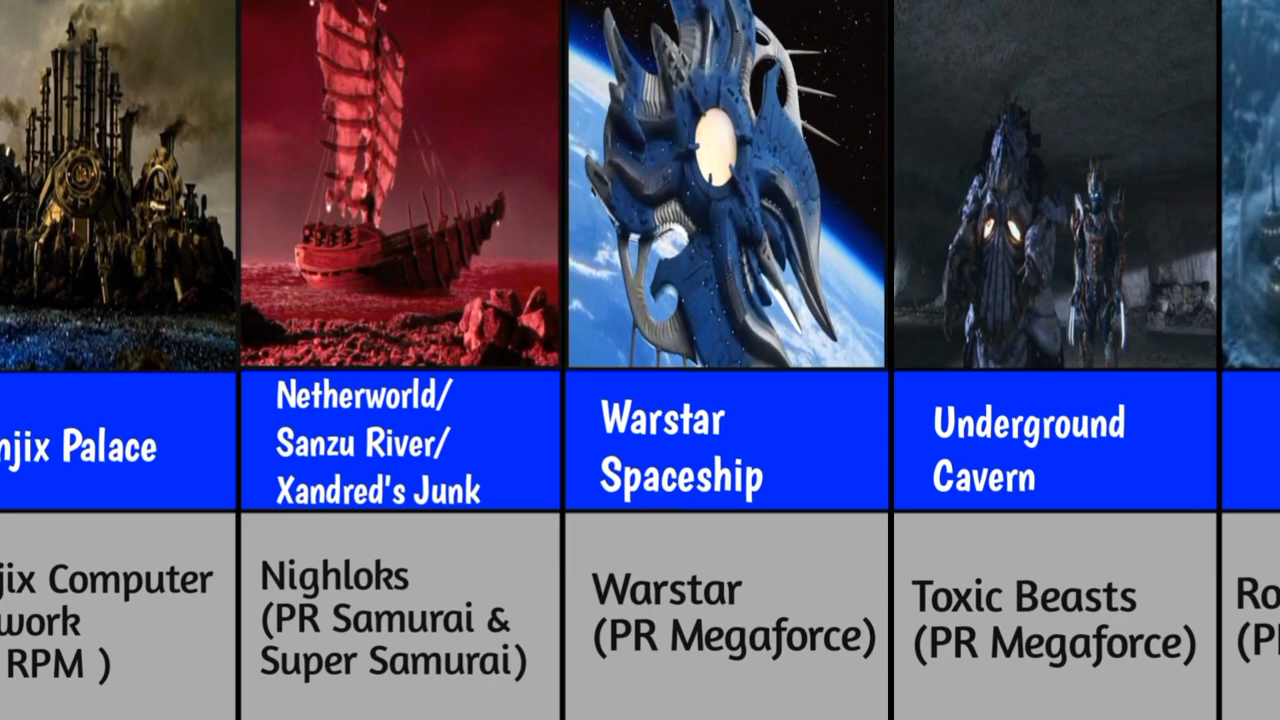 njix Palace
Netherworld/
Sanzu River/
Xandred's Junk
Warstar
Spaceship
Underground
Cavern
jix Computer
work
RPM )
Nighloks
(PR Samurai &
Super Samurai)
Warstar
(PR Megaforce)
Toxic Beasts
(PR Megaforce)
Ro
(P